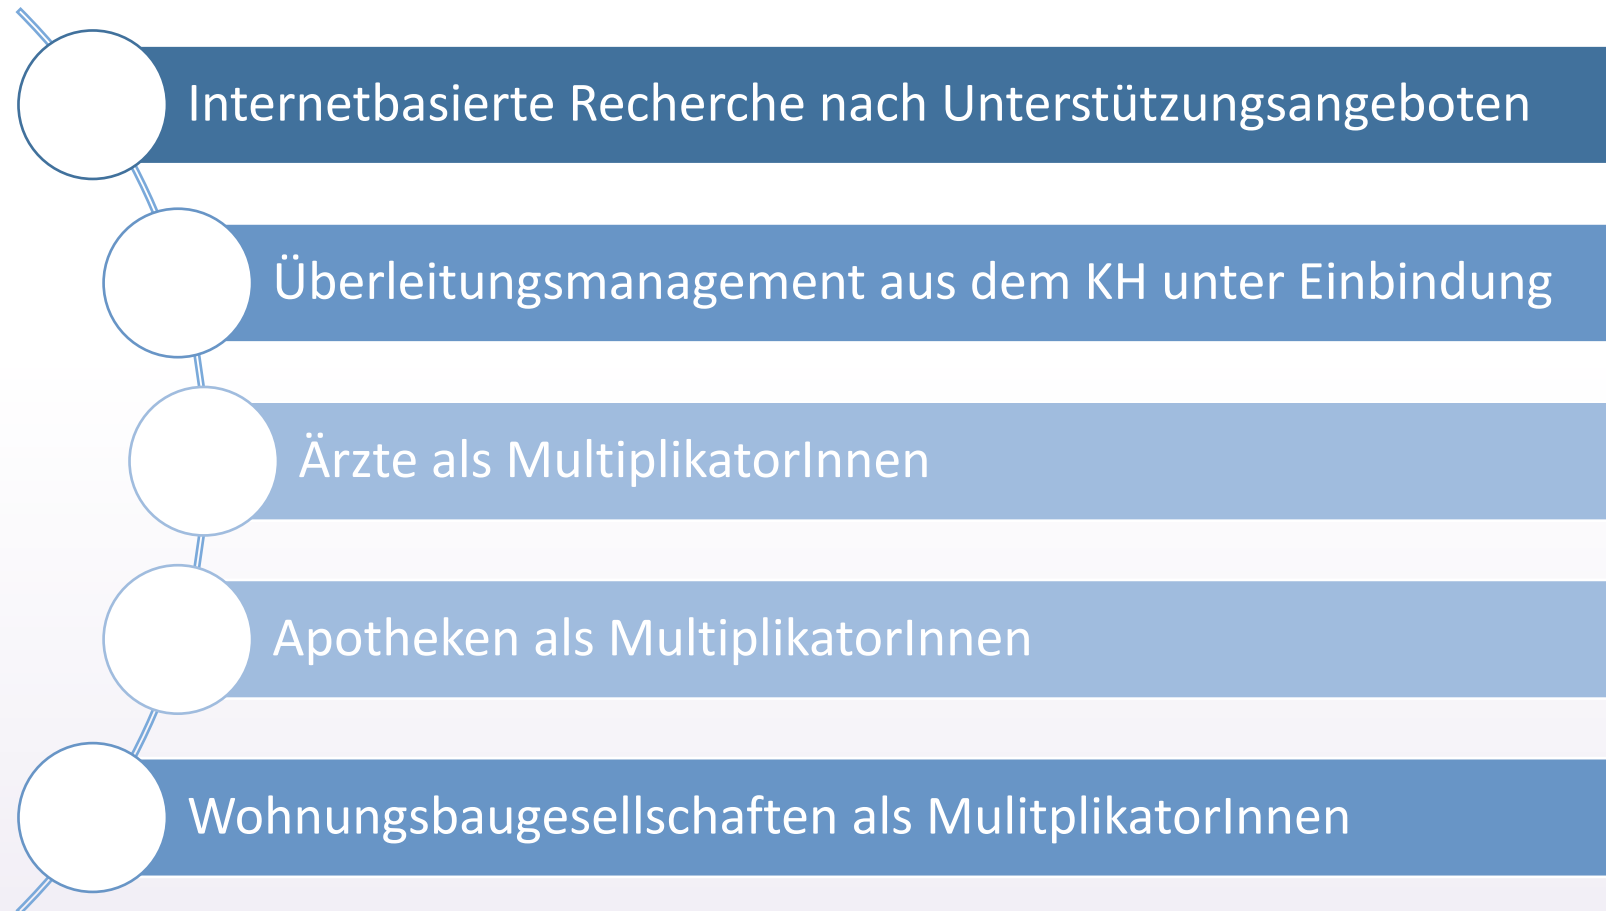 Internetbasierte Recherche nach Unterstützungsangeboten
Überleitungsmanagement aus dem KH unter Einbindung
Ärzte als MultiplikatorInnen
Apotheken als MultiplikatorInnen
Wohnungsbaugesellschaften als MulitplikatorInnen